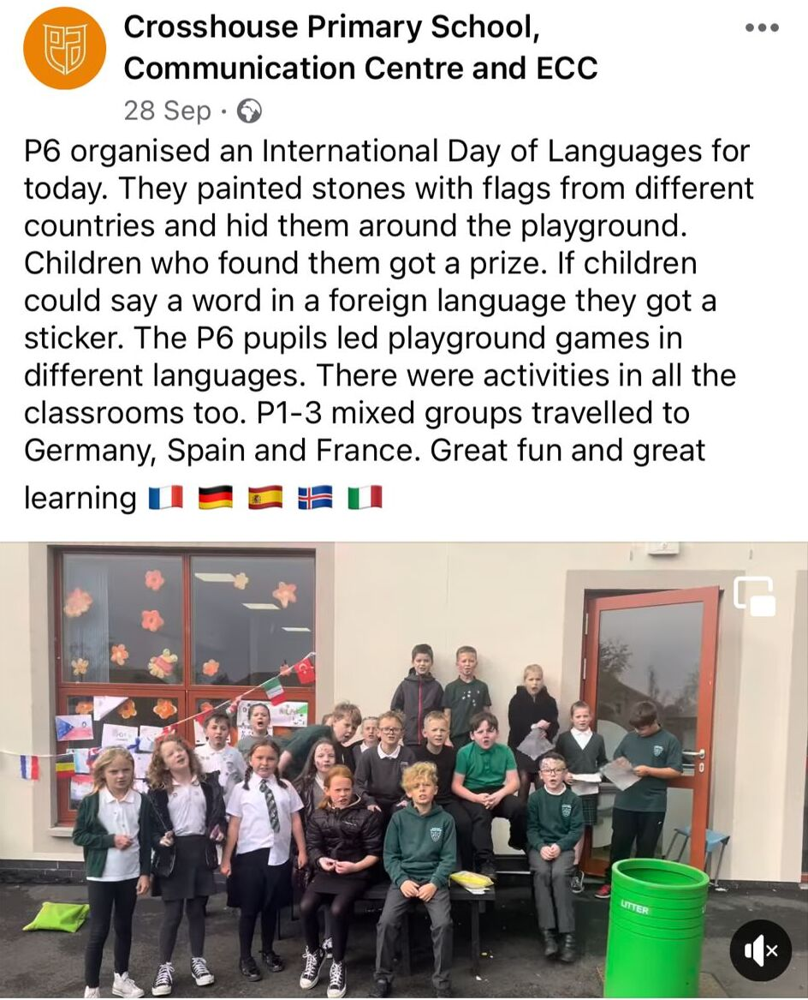 Crosshouse Primary School,
Communication Centre and ECC
28 Sep ·
P6 organised an International Day of Languages for
today. They painted stones with flags from different
countries and hid them around the playground.
Children who found them got a prize. If children
could say a word in a foreign language they got a
sticker. The P6 pupils led playground games in
different languages. There were activities in all the
classrooms too. P1-3 mixed groups travelled to
Germany, Spain and France. Great fun and great
learning 🇫🇷 🇩🇪 🇪🇸 🇮🇸 🇮🇹
LITTER